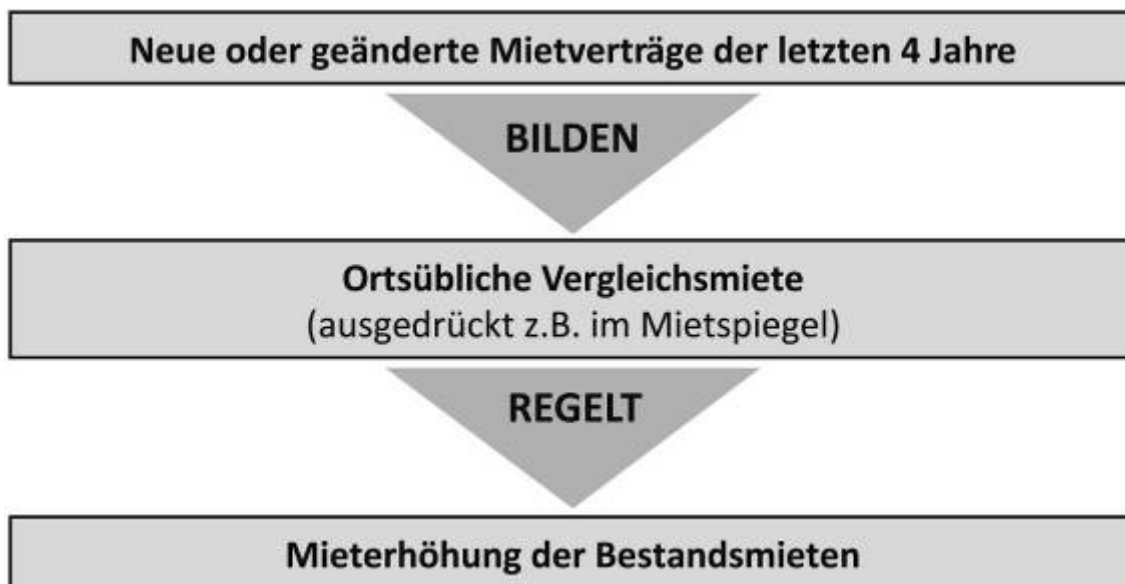 Neue oder geänderte Mietverträge der letzten 4 Jahre
BILDEN
Ortsübliche Vergleichsmiete
(ausgedrückt z.B. im Mietspiegel)
REGELT
Mieterhöhung der Bestandsmieten